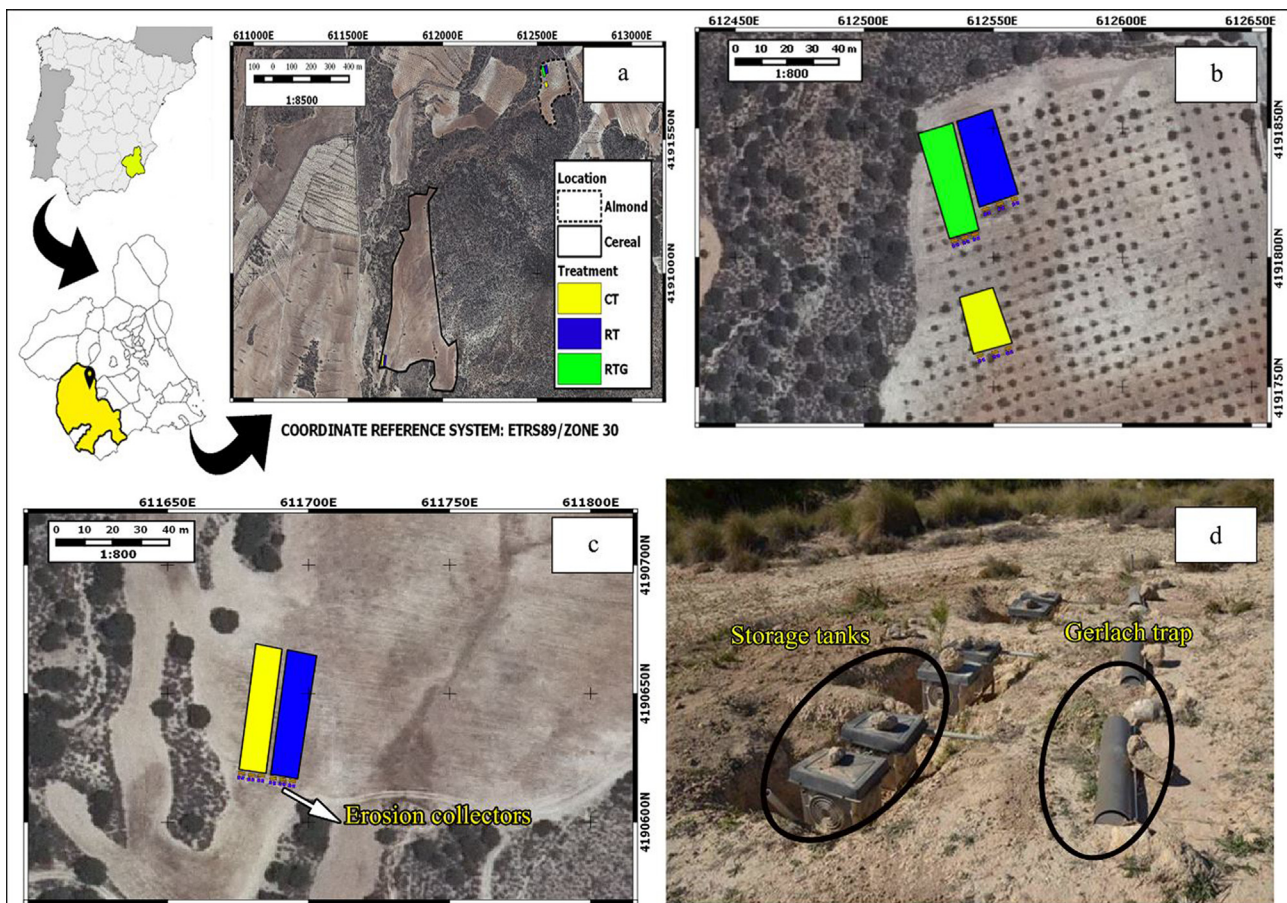 611000E 611500E 612000E 612500E 613000E
100 0 100 200 300 400 m
1:8500
a
4191550N
4191000N
Location
Almond
Cereal
Treatment
CT
RT
RTG
COORDINATE REFERENCE SYSTEM: ETRS89/ZONE 30
612450E 612500E 612550E 612600E 612650E
0 10 20 30 40 m
1:800
b
4191850N
4191800N
4191750N
611650E 611700E 611750E 611800E
0 10 20 30 40 m
1:800
c
4190700N
4190650N
4190600N
Erosion collectors
d
Storage tanks
Gerlach trap